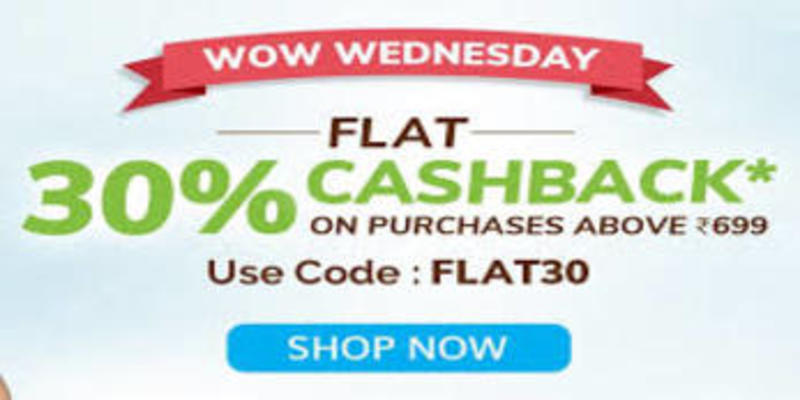 WOW WEDNESDAY
FLAT
30% CASHBACK*
ON PURCHASES ABOVE ₹699
Use Code : FLAT30
SHOP NOW